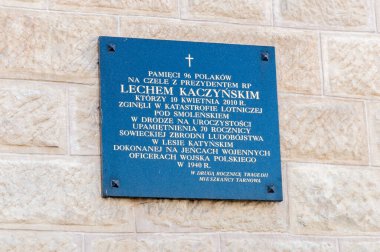 PAMIĘCI 96 POLAKÓW
NA CZELE Z PREZYDENTEM RP
LECHEM KACZYŃSKIM
KTÓRZY 10 KWIETNIA 2010 R.
ZGINĘLI W KATASTROFIE LOTNICZEJ
POD SMOLEŃSKIEM
W DRODZE NA UROCZYSTOŚCI
UPAMIĘTNIENIA 70 ROCZNICY
SOWIECKIEJ ZBRODNI LUDOBÓJSTWA
W LESIE KATYŃSKIM
DOKONANEJ NA JEŃCACH WOJENNYCH
OFICERACH WOJSKA POLSKIEGO
W 1940 R.
W DRUGĄ ROCZNICĘ TRAGEDII
MIESZKAŃCY TARNOWA